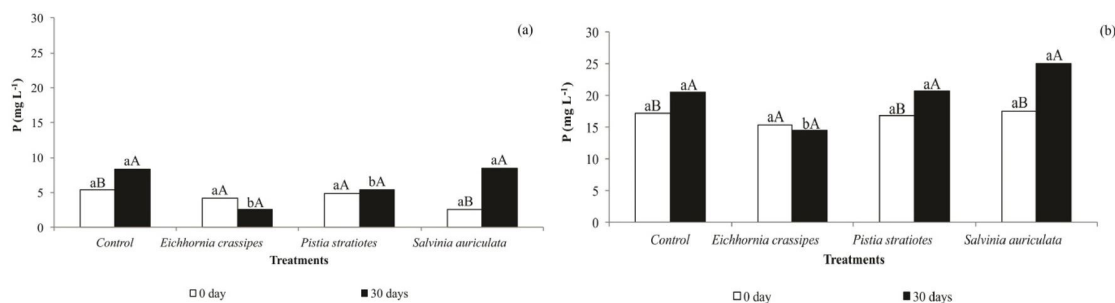 (a)
P (mg L⁻¹)
30
25
20
15
10
5
0
aB aA aA bA aA bA aB aA
Control Eichhornia crassipes Pistia stratiotes Salvinia auriculata
Treatments
0 day 30 days
(b)
P (mg L⁻¹)
30
25
20
15
10
5
0
aB aA aA bA aB aA aB aA
Control Eichhornia crassipes Pistia stratiotes Salvinia auriculata
Treatments
0 day 30 days